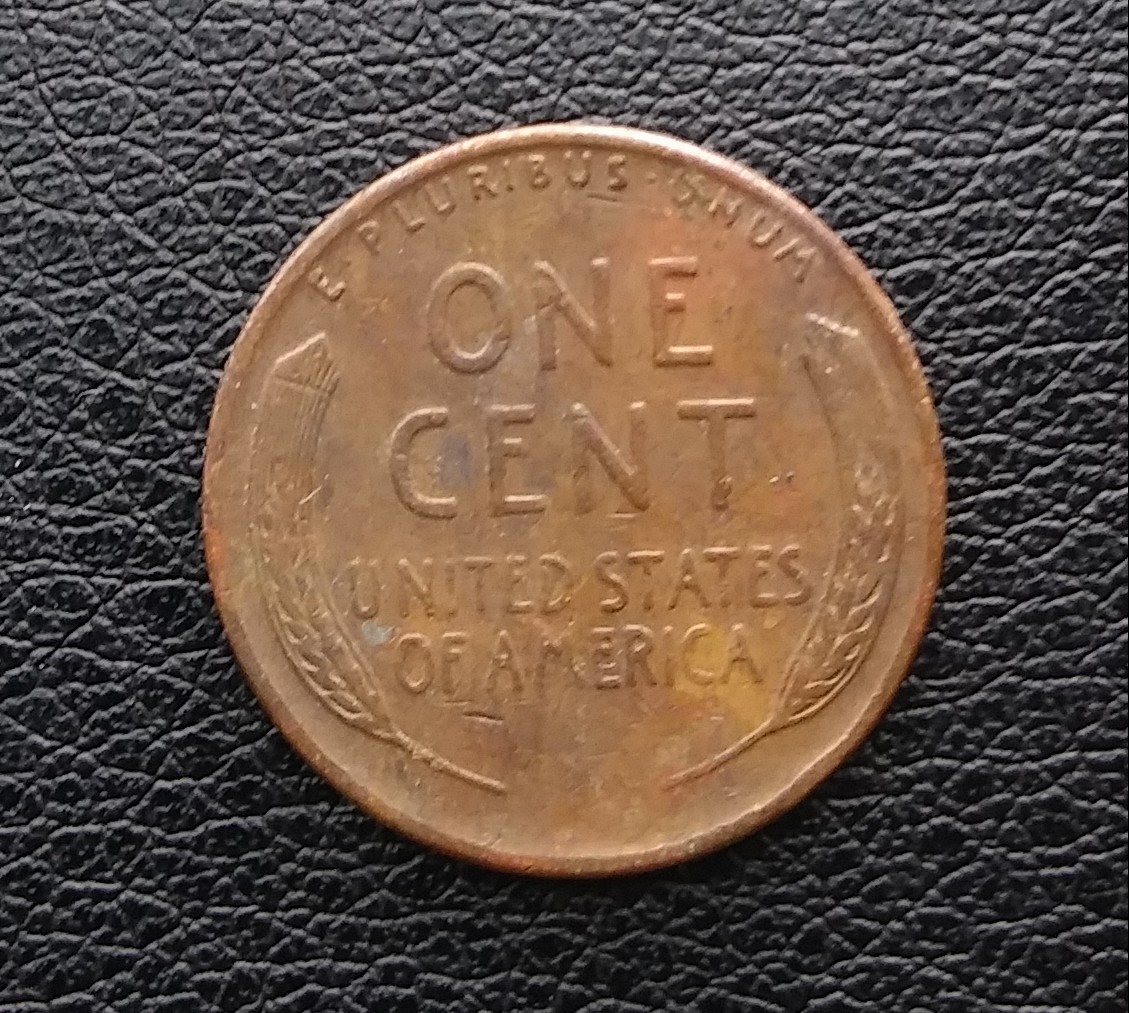 E · PLURIBUS · UNUM
ONE
CENT
UNITED STATES
OF AMERICA